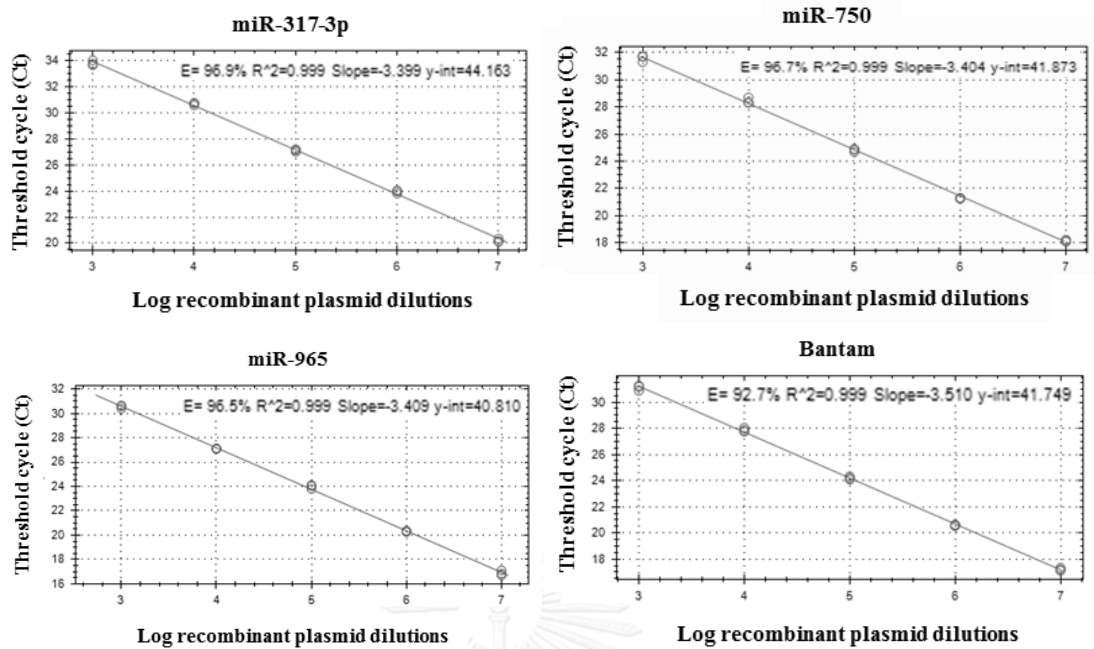 miR-317-3p
E= 96.9% R^2=0.999 Slope=-3.399 y-int=44.163
Threshold cycle (Ct)
34
32
30
28
26
24
22
20
3 4 5 6 7
Log recombinant plasmid dilutions
miR-750
E= 96.7% R^2=0.999 Slope=-3.404 y-int=41.873
Threshold cycle (Ct)
32
30
28
26
24
22
20
18
3 4 5 6 7
Log recombinant plasmid dilutions
miR-965
E= 96.5% R^2=0.999 Slope=-3.409 y-int=40.810
Threshold cycle (Ct)
32
30
28
26
24
22
20
18
16
3 4 5 6 7
Log recombinant plasmid dilutions
Bantam
E= 92.7% R^2=0.999 Slope=-3.510 y-int=41.749
Threshold cycle (Ct)
30
28
26
24
22
20
18
3 4 5 6 7
Log recombinant plasmid dilutions